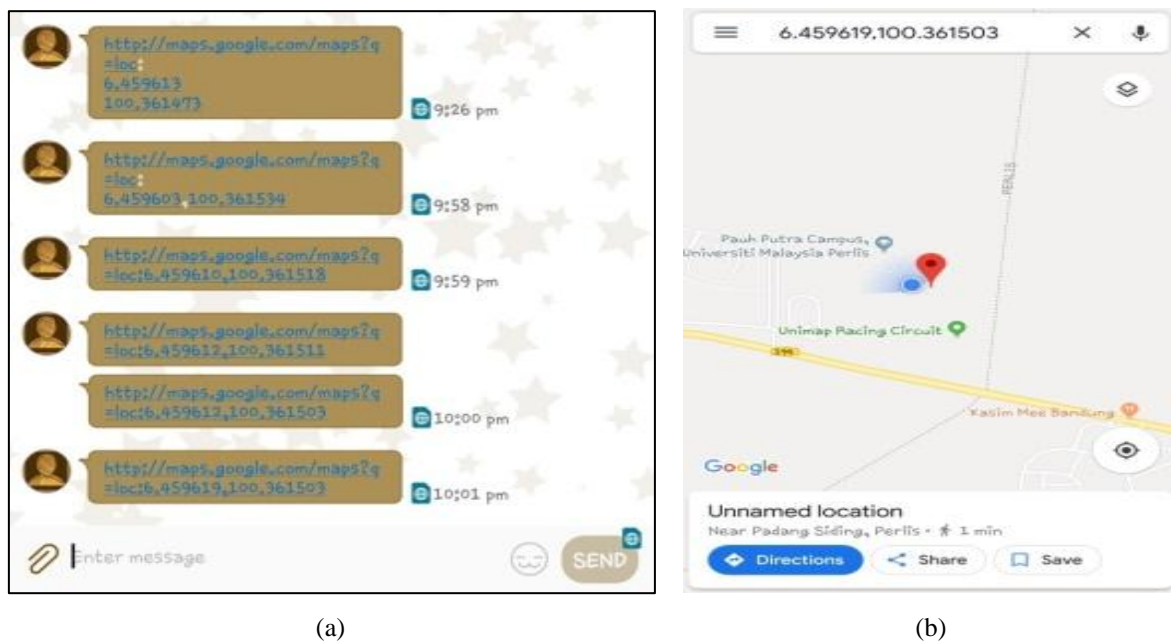 http://maps.google.com/maps?q
=loc:
6.459613
100.361473
9:26 pm
http://maps.google.com/maps?q
=loc:
6.459603,100.361534
9:58 pm
http://maps.google.com/maps?q
=loc:6.459610,100.361518
9:59 pm
http://maps.google.com/maps?q
=loc:6.459612,100.361511
http://maps.google.com/maps?q
=loc:6.459612,100.361503
10:00 pm
http://maps.google.com/maps?q
=loc:6.459619,100.361503
10:01 pm
Enter message
SEND
(a)
6.459619,100.361503
PERLIS
Pauh Putra Campus,
Universiti Malaysia Perlis
Unimap Racing Circuit
Kasim Mee Bandung
Google
Unnamed location
Near Padang Siding, Perlis · 1 min
Directions
Share
Save
(b)